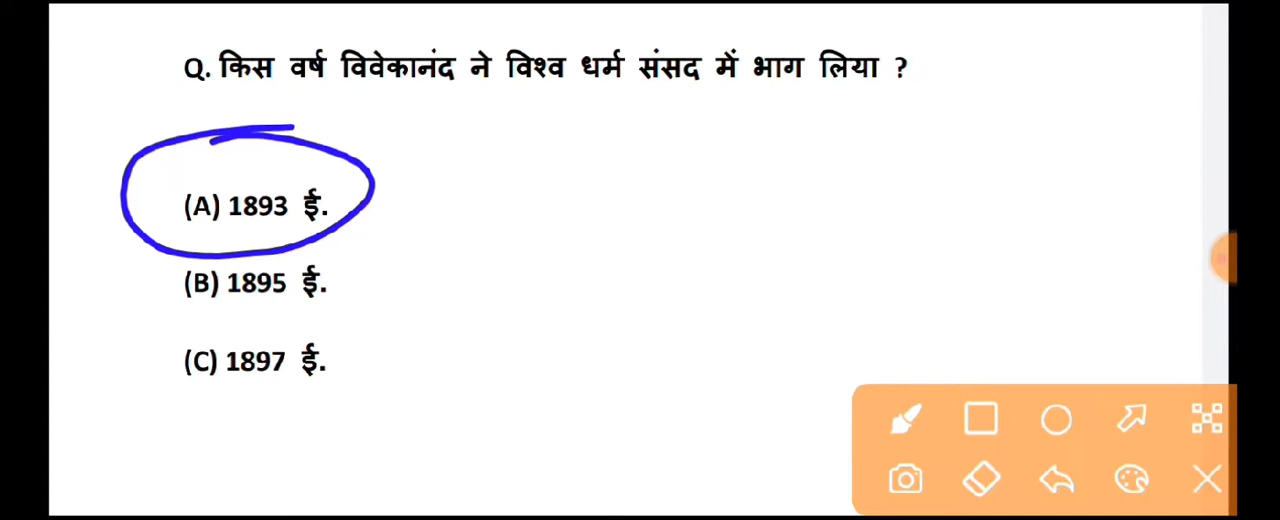 Q. किस वर्ष विवेकानंद ने विश्व धर्म संसद में भाग लिया ?
(A) 1893 ई.
(B) 1895 ई.
(C) 1897 ई.